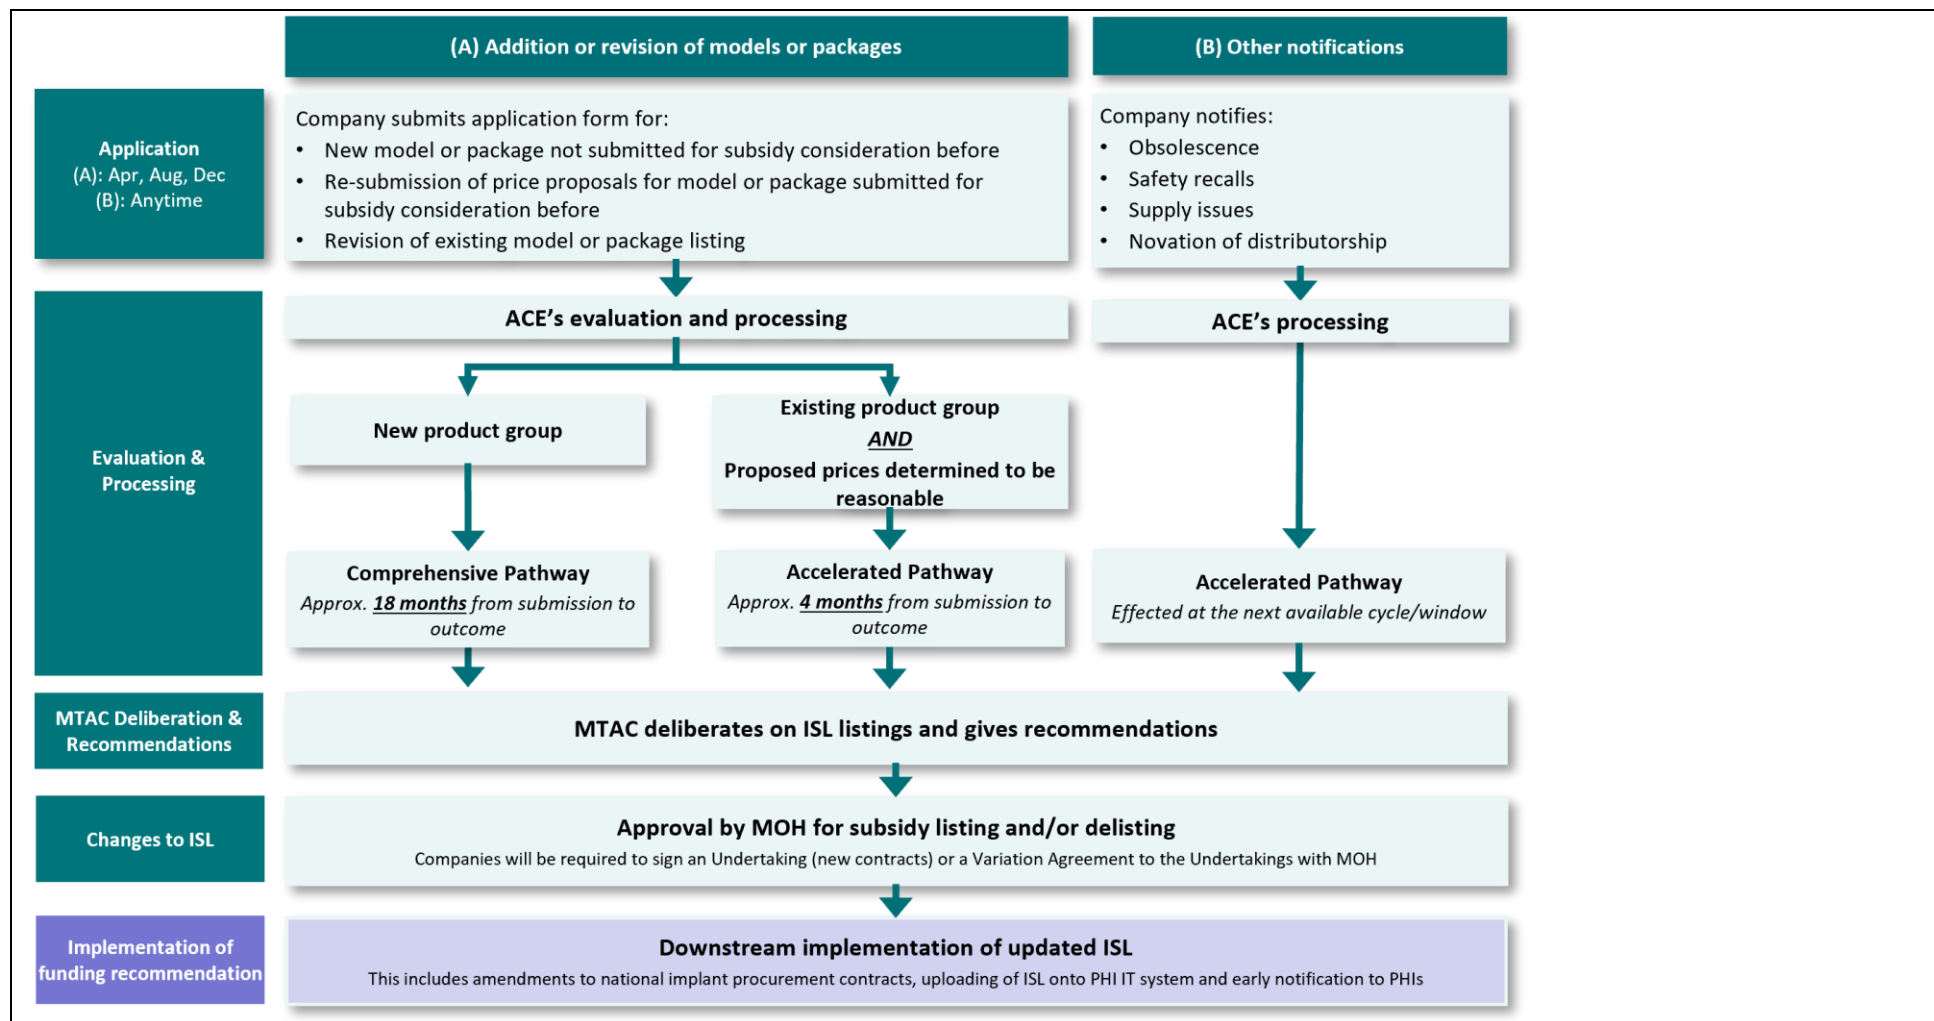 (A) Addition or revision of models or packages
(B) Other notifications
Application
(A): Apr, Aug, Dec
(B): Anytime
Company submits application form for:
• New model or package not submitted for subsidy consideration before
• Re-submission of price proposals for model or package submitted for
subsidy consideration before
• Revision of existing model or package listing
Company notifies:
• Obsolescence
• Safety recalls
• Supply issues
• Novation of distributorship
Evaluation &
Processing
ACE's evaluation and processing
ACE's processing
New product group
Existing product group
AND
Proposed prices determined to be
reasonable
Comprehensive Pathway
Approx. 18 months from submission to
outcome
Accelerated Pathway
Approx. 4 months from submission to
outcome
Accelerated Pathway
Effected at the next available cycle/window
MTAC Deliberation &
Recommendations
MTAC deliberates on ISL listings and gives recommendations
Changes to ISL
Approval by MOH for subsidy listing and/or delisting
Companies will be required to sign an Undertaking (new contracts) or a Variation Agreement to the Undertakings with MOH
Implementation of
funding recommendation
Downstream implementation of updated ISL
This includes amendments to national implant procurement contracts, uploading of ISL onto PHI IT system and early notification to PHIs